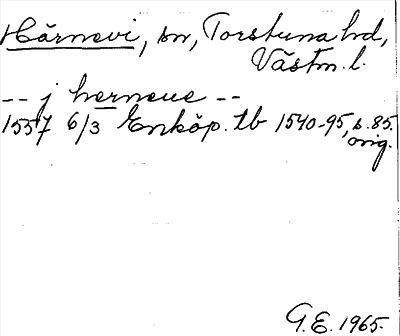 Härnevi, sn, Torstuna hd,
Västm. l.
-- j herneue --
1557 6/3 Enköp. tb 1540-95, s. 85.
orig.
G.E. 1965.